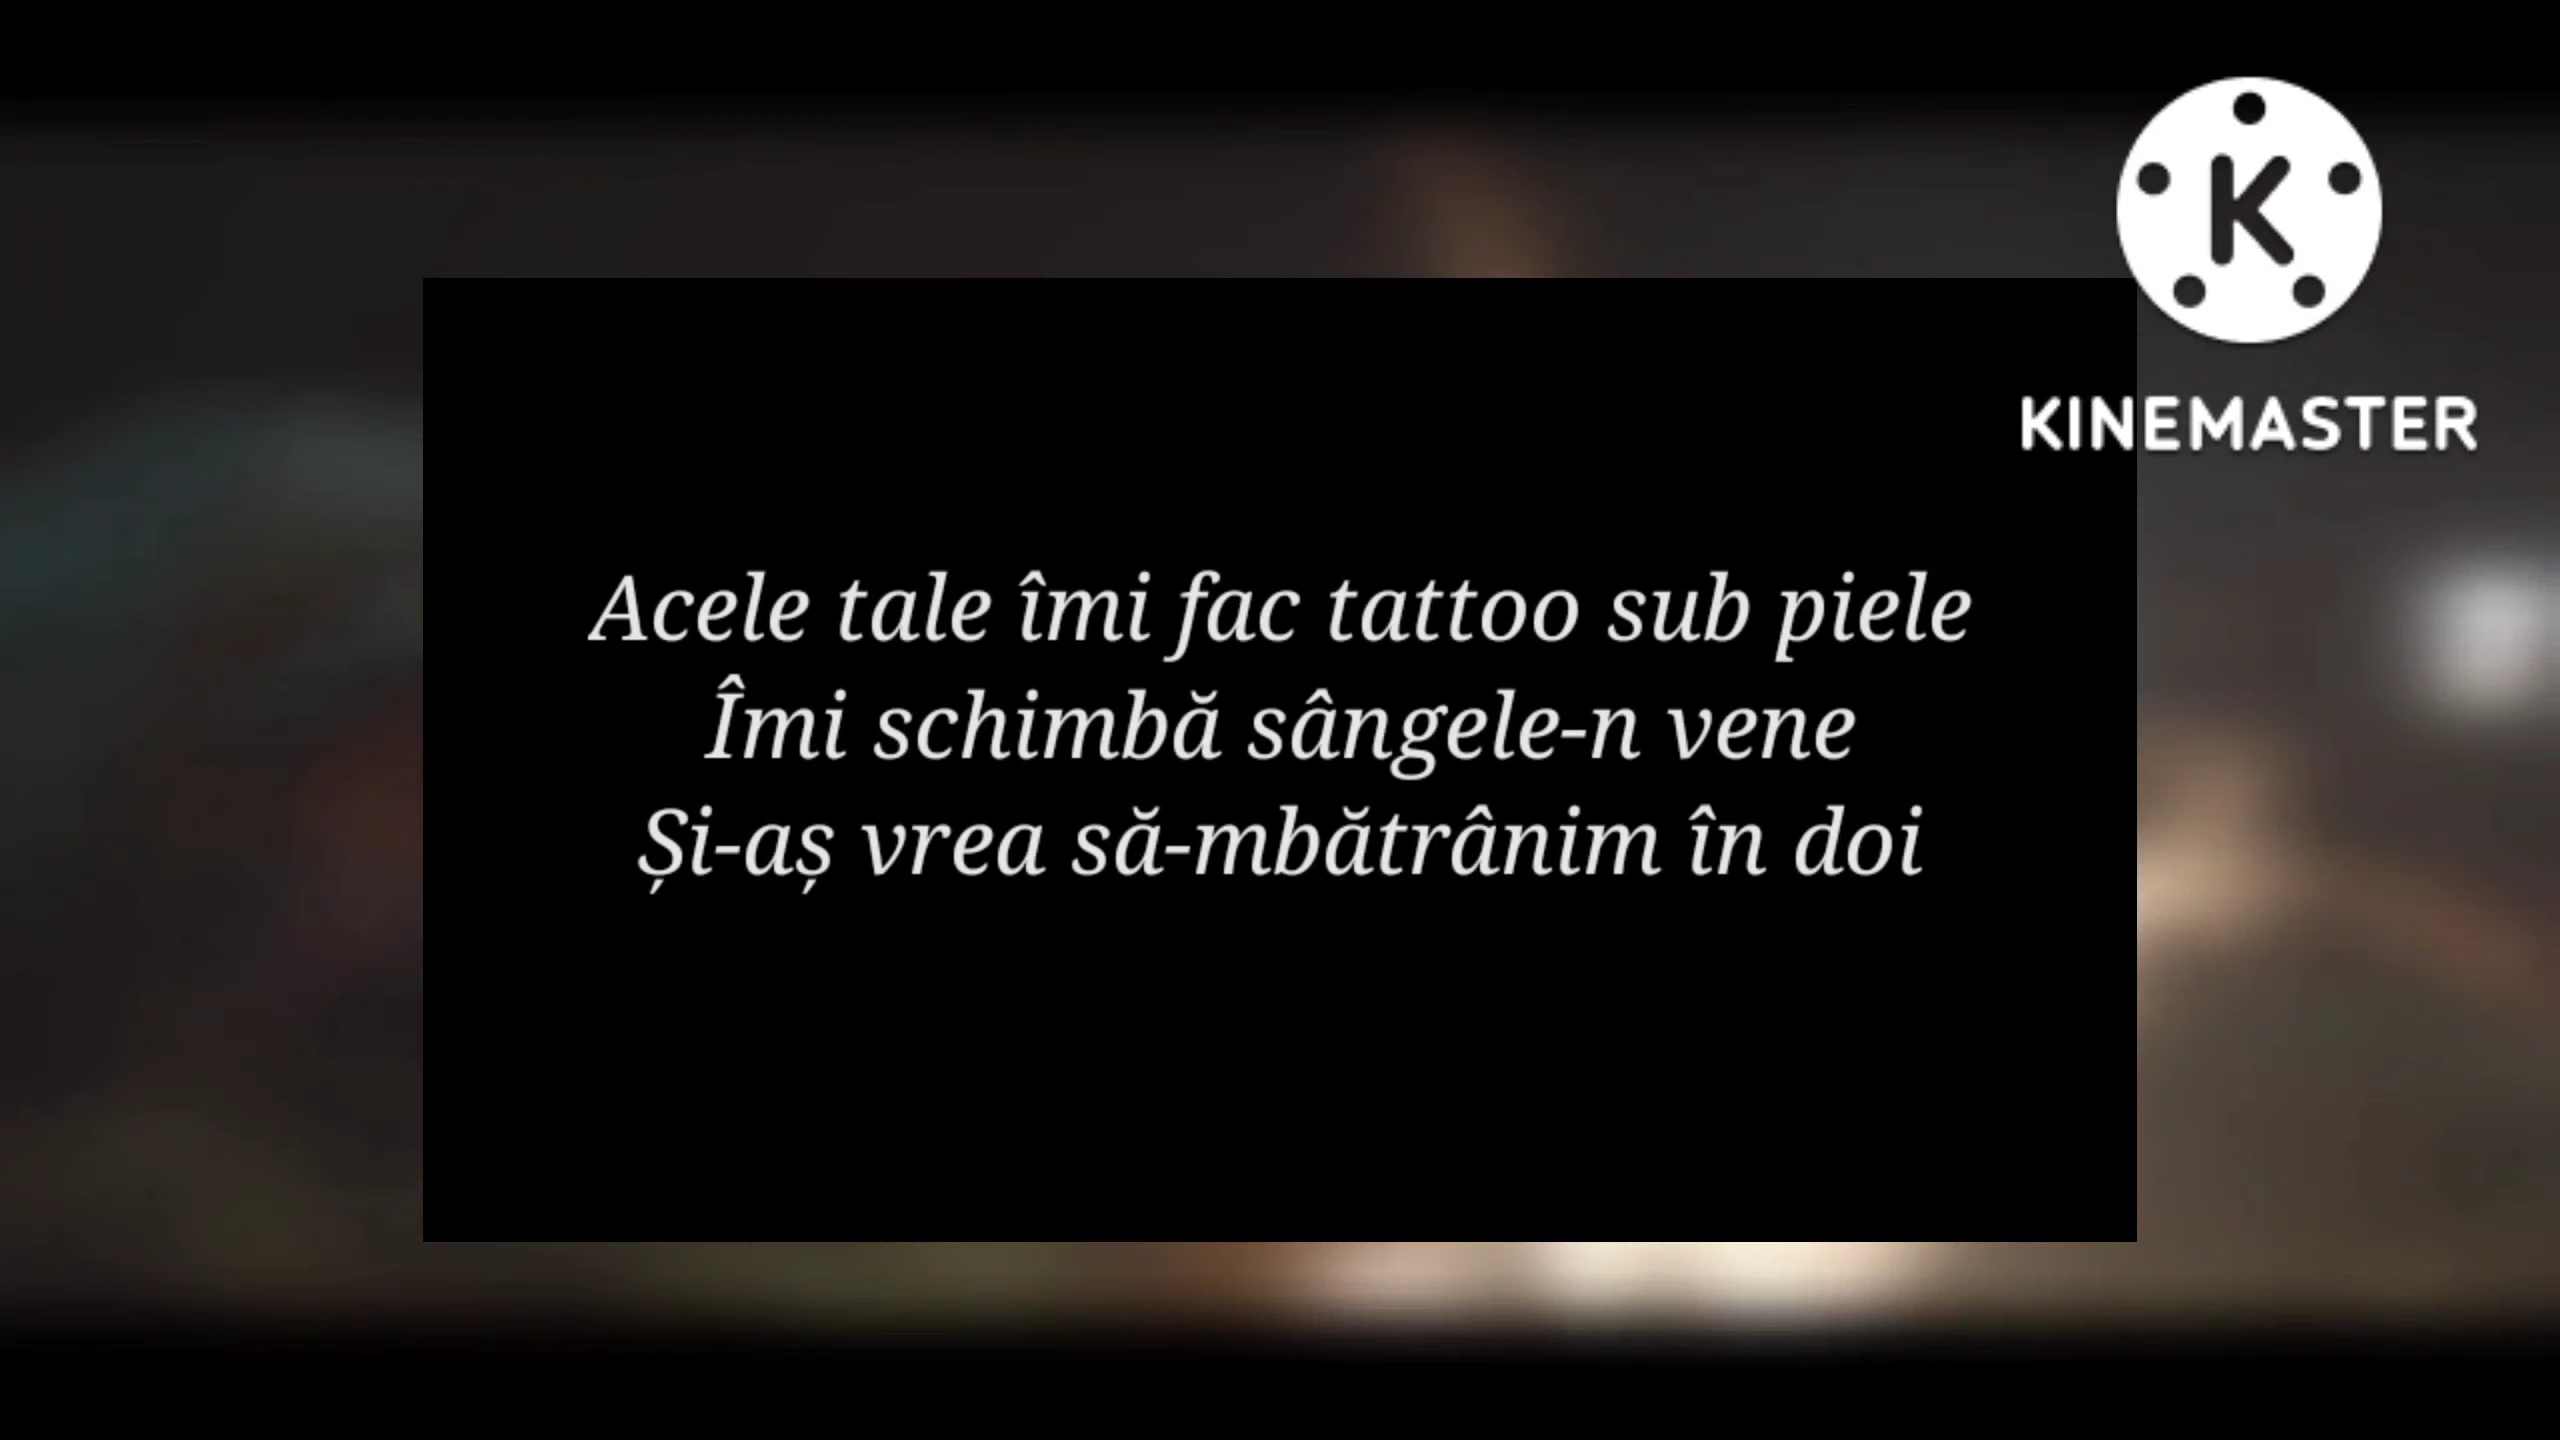 K
KINEMASTER
Acele tale îmi fac tattoo sub piele
Îmi schimbă sângele-n vene
Și-aș vrea să-mbătrânim în doi